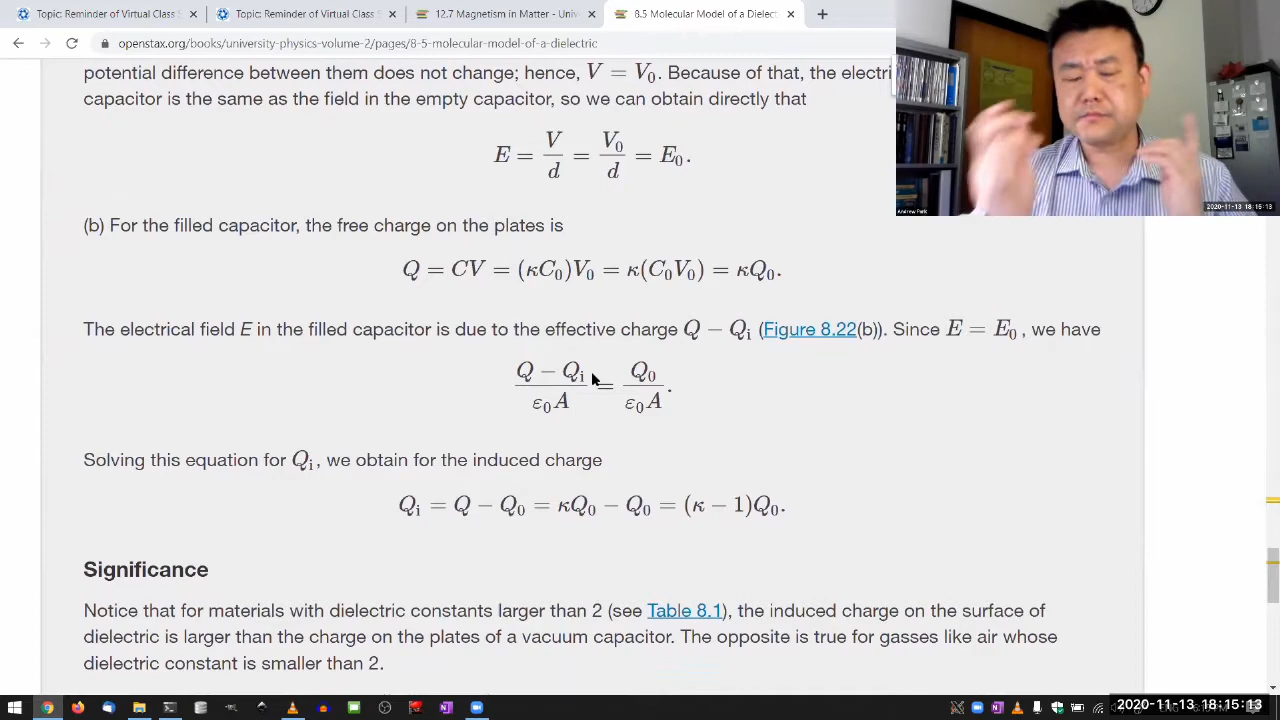 Topic: Reminder of Virtual Class S
Topic: Reminder of Virtual Class S
12.7 Magnetism in Matter - Unive
8.5 Molecular Model of a Dielect
openstax.org/books/university-physics-volume-2/pages/8-5-molecular-model-of-a-dielectric
potential difference between them does not change; hence, V = V₀. Because of that, the electri
capacitor is the same as the field in the empty capacitor, so we can obtain directly that
E = V/d = V₀/d = E₀.
(b) For the filled capacitor, the free charge on the plates is
Q = CV = (κC₀)V₀ = κ(C₀V₀) = κQ₀.
The electrical field E in the filled capacitor is due to the effective charge Q − Qᵢ (Figure 8.22(b)). Since E = E₀, we have
(Q − Qᵢ)/(ε₀A) = Q₀/(ε₀A).
Solving this equation for Qᵢ, we obtain for the induced charge
Qᵢ = Q − Q₀ = κQ₀ − Q₀ = (κ − 1)Q₀.
Significance
Notice that for materials with dielectric constants larger than 2 (see Table 8.1), the induced charge on the surface of
dielectric is larger than the charge on the plates of a vacuum capacitor. The opposite is true for gasses like air whose
dielectric constant is smaller than 2.
Andrew Park
2020-11-13 18:15:13
2020-11-13 18:15:13